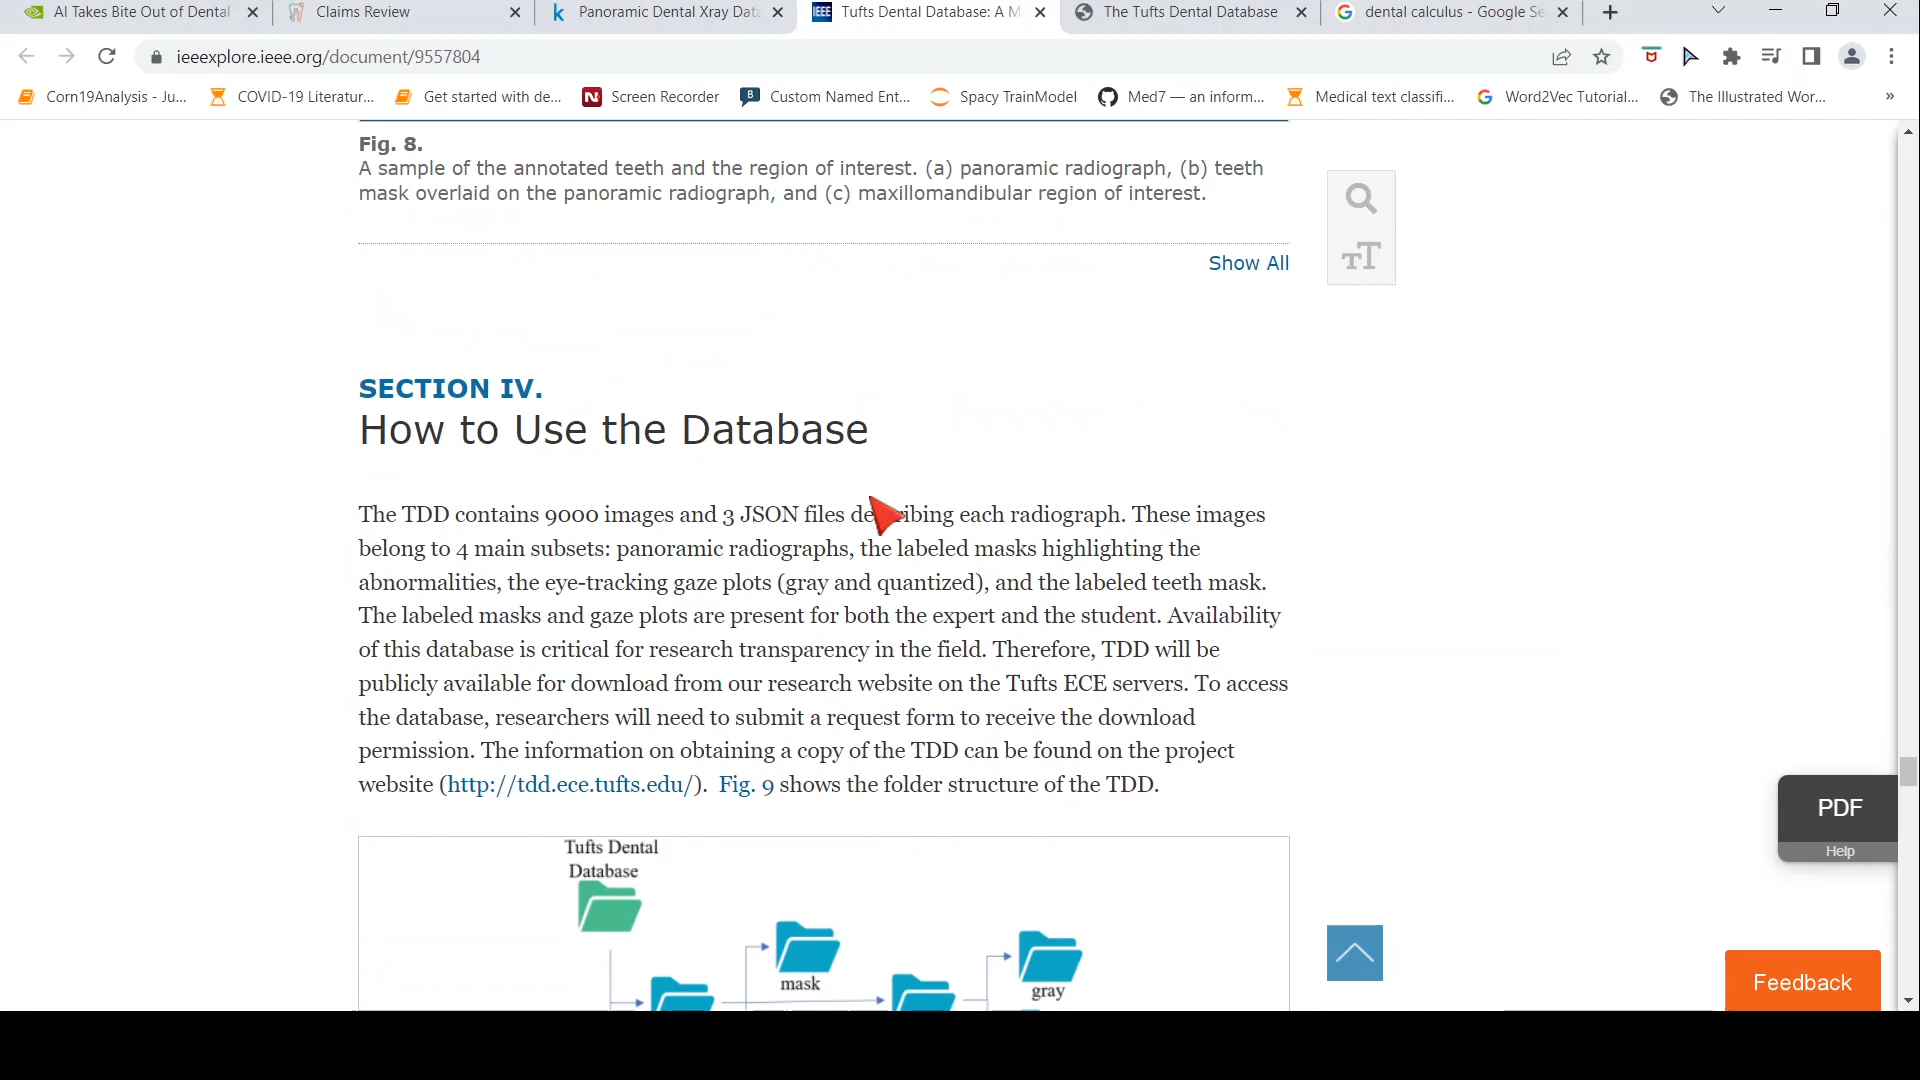 AI Takes Bite Out of Dental
Claims Review
Panoramic Dental Xray Data
Tufts Dental Database: A M
The Tufts Dental Database
dental calculus - Google Se
ieeexplore.ieee.org/document/9557804
Corn19Analysis - Ju...
COVID-19 Literatur...
Get started with de...
Screen Recorder
Custom Named Ent...
Spacy TrainModel
Med7 — an inform...
Medical text classifi...
Word2Vec Tutorial...
The Illustrated Wor...
»
Fig. 8.
A sample of the annotated teeth and the region of interest. (a) panoramic radiograph, (b) teeth
mask overlaid on the panoramic radiograph, and (c) maxillomandibular region of interest.
Show All
SECTION IV.
How to Use the Database
The TDD contains 9000 images and 3 JSON files describing each radiograph. These images
belong to 4 main subsets: panoramic radiographs, the labeled masks highlighting the
abnormalities, the eye-tracking gaze plots (gray and quantized), and the labeled teeth mask.
The labeled masks and gaze plots are present for both the expert and the student. Availability
of this database is critical for research transparency in the field. Therefore, TDD will be
publicly available for download from our research website on the Tufts ECE servers. To access
the database, researchers will need to submit a request form to receive the download
permission. The information on obtaining a copy of the TDD can be found on the project
website (http://tdd.ece.tufts.edu/). Fig. 9 shows the folder structure of the TDD.
PDF
Help
Tufts Dental
Database
mask
gray
Feedback